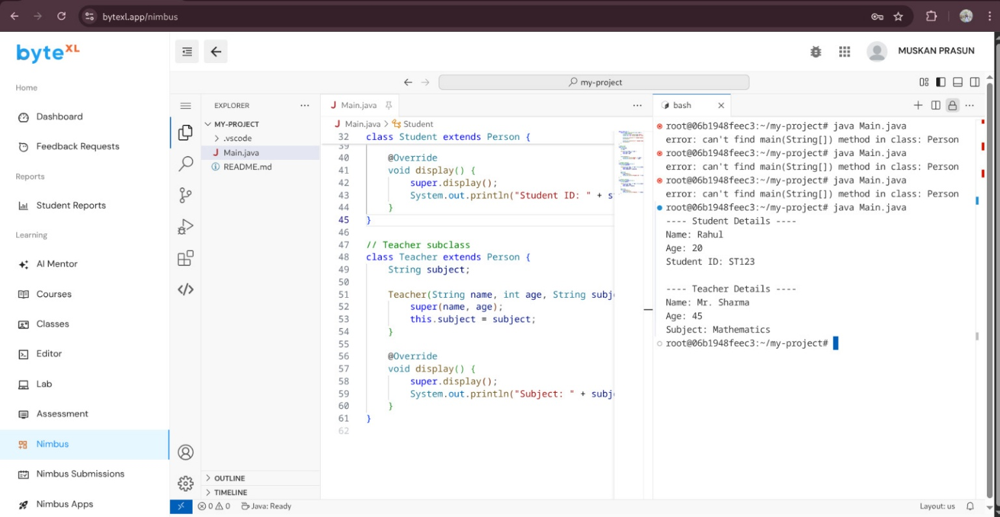 bytexl.app/nimbus
byteXL
MUSKAN PRASUN
Home
Dashboard
Feedback Requests
Reports
Student Reports
Learning
AI Mentor
Courses
Classes
Editor
Lab
Assessment
Nimbus
Nimbus Submissions
Nimbus Apps
my-project
EXPLORER
MY-PROJECT
.vscode
J Main.java
README.md
OUTLINE
TIMELINE
J Main.java
J Main.java > Student
32 class Student extends Person {
39
40 @Override
41 void display() {
42 super.display();
43 System.out.println("Student ID: " + s
44 }
45 }
46
47 // Teacher subclass
48 class Teacher extends Person {
49 String subject;
50
51 Teacher(String name, int age, String subj
52 super(name, age);
53 this.subject = subject;
54 }
55
56 @Override
57 void display() {
58 super.display();
59 System.out.println("Subject: " + subj
60 }
61 }
62
bash
root@06b1948feec3:~/my-project# java Main.java
error: can't find main(String[]) method in class: Person
root@06b1948feec3:~/my-project# java Main.java
error: can't find main(String[]) method in class: Person
root@06b1948feec3:~/my-project# java Main.java
error: can't find main(String[]) method in class: Person
root@06b1948feec3:~/my-project# java Main.java
---- Student Details ----
Name: Rahul
Age: 20
Student ID: ST123
---- Teacher Details ----
Name: Mr. Sharma
Age: 45
Subject: Mathematics
root@06b1948feec3:~/my-project#
0 0 Java: Ready
Layout: us